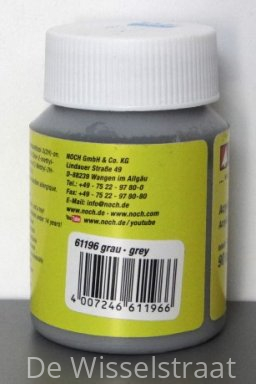 NOCH GmbH & Co. KG
Lindauer Straße 49
D-88239 Wangen im Allgäu
Tel.: +49 - 75 22 - 97 80-0
Fax: +49 - 75 22 - 97 80-80
E-Mail: info@noch.de
www.noch.de · www.noch.com
You Tube www.noch.de/youtube
61196 grau · grey
4 007246 611966
De Wisselstraat